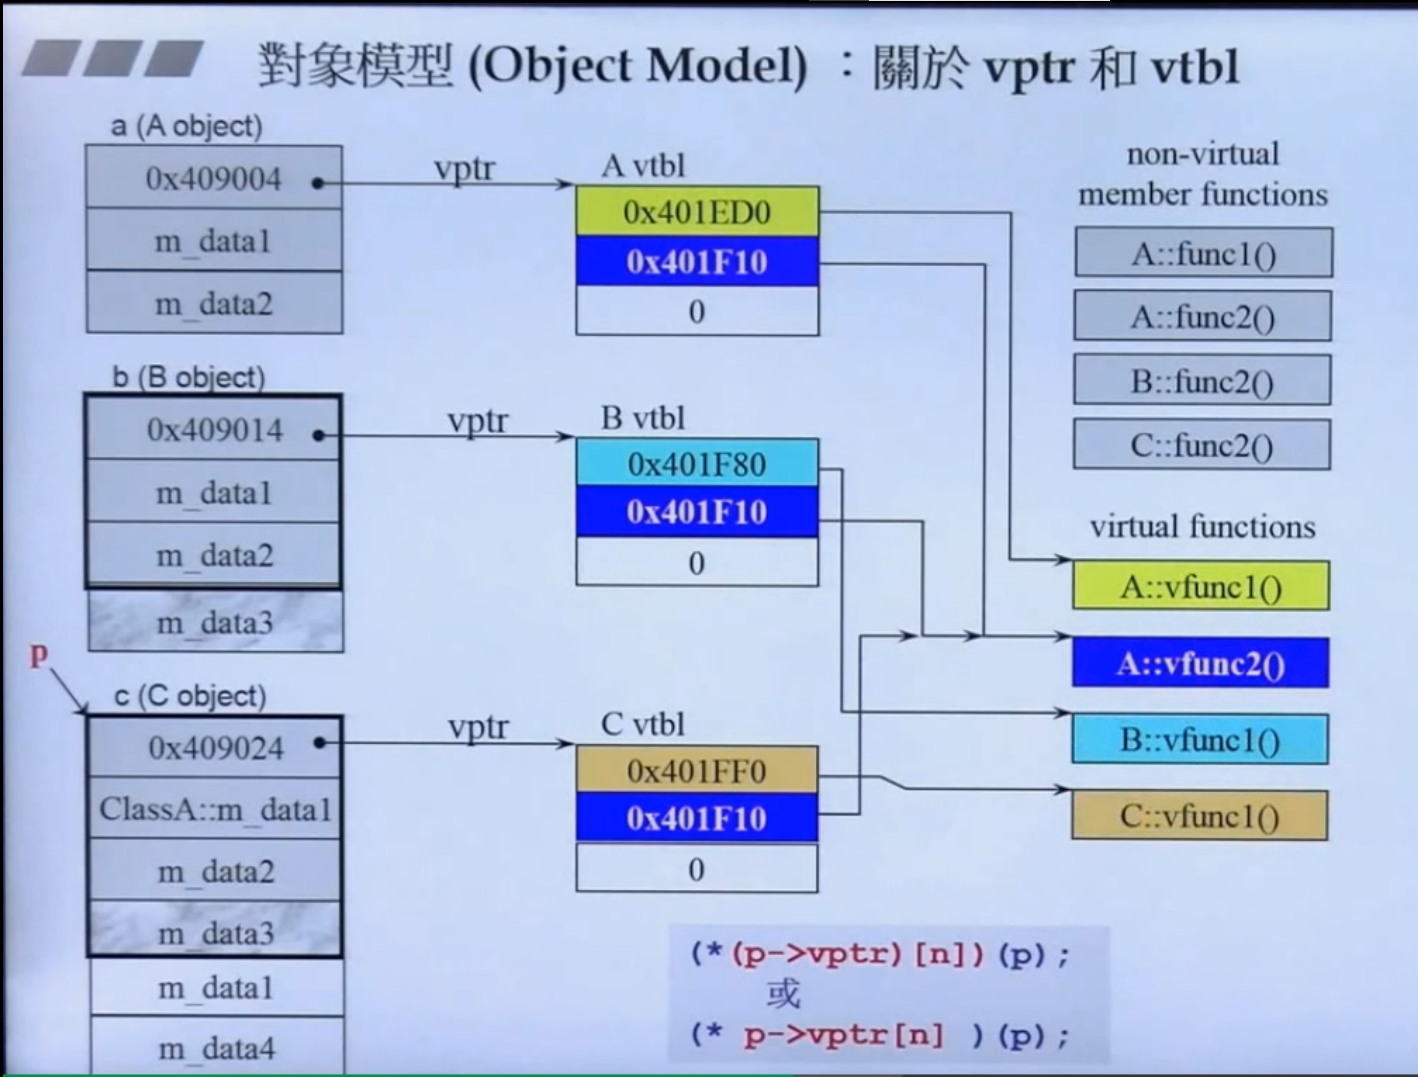 對象模型 (Object Model) ：關於 vptr 和 vtbl
a (A object)
0x409004
m_data1
m_data2
vptr
A vtbl
0x401ED0
0x401F10
0
b (B object)
0x409014
m_data1
m_data2
m_data3
vptr
B vtbl
0x401F80
0x401F10
0
p
c (C object)
0x409024
ClassA::m_data1
m_data2
m_data3
m_data1
m_data4
vptr
C vtbl
0x401FF0
0x401F10
0
non-virtual
member functions
A::func1()
A::func2()
B::func2()
C::func2()
virtual functions
A::vfunc1()
A::vfunc2()
B::vfunc1()
C::vfunc1()
(*(p->vptr)[n])(p);
或
(* p->vptr[n] )(p);